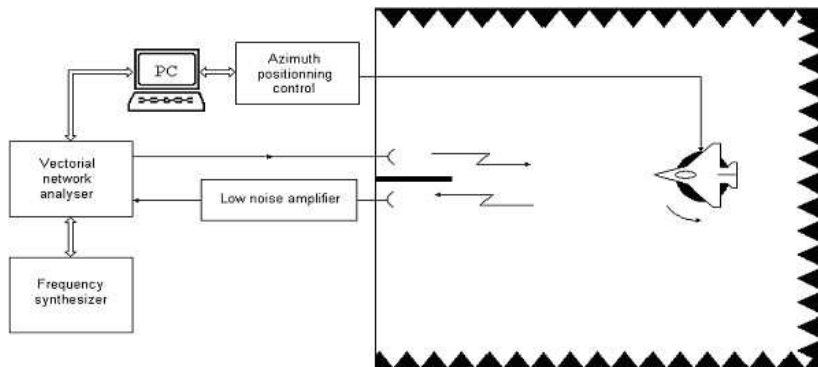 PC
Azimuth
positionning
control
Vectorial
network
analyser
Low noise amplifier
Frequency
synthesizer